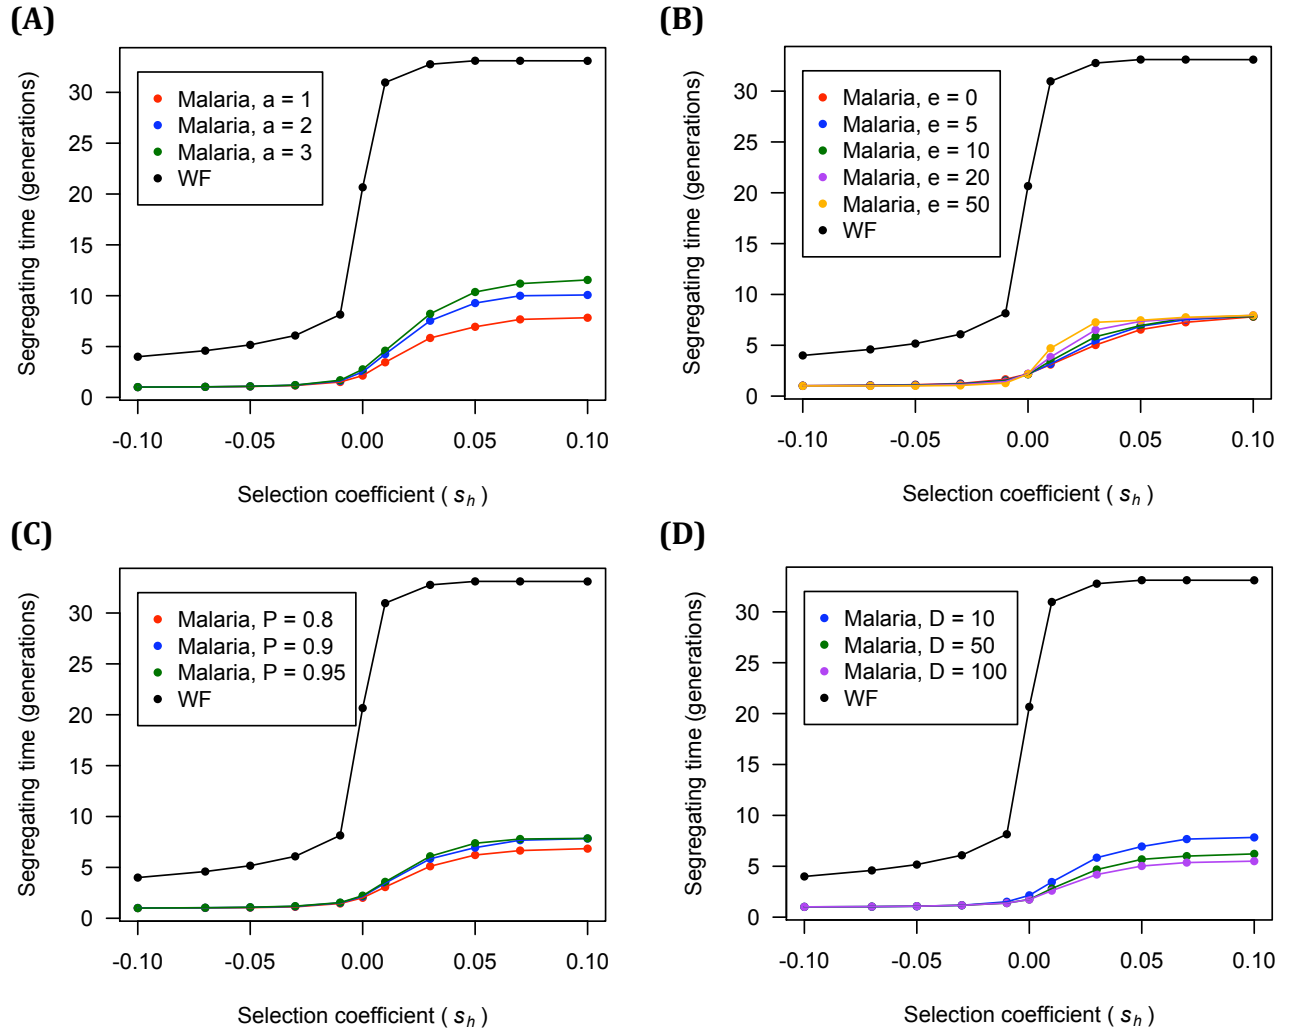 (A)
Segregating time (generations)
30
25
20
15
10
5
0
Malaria, a = 1
Malaria, a = 2
Malaria, a = 3
WF
-0.10 -0.05 0.00 0.05 0.10
Selection coefficient ( sh )
(B)
Segregating time (generations)
30
25
20
15
10
5
0
Malaria, e = 0
Malaria, e = 5
Malaria, e = 10
Malaria, e = 20
Malaria, e = 50
WF
-0.10 -0.05 0.00 0.05 0.10
Selection coefficient ( sh )
(C)
Segregating time (generations)
30
25
20
15
10
5
0
Malaria, P = 0.8
Malaria, P = 0.9
Malaria, P = 0.95
WF
-0.10 -0.05 0.00 0.05 0.10
Selection coefficient ( sh )
(D)
Segregating time (generations)
30
25
20
15
10
5
0
Malaria, D = 10
Malaria, D = 50
Malaria, D = 100
WF
-0.10 -0.05 0.00 0.05 0.10
Selection coefficient ( sh )